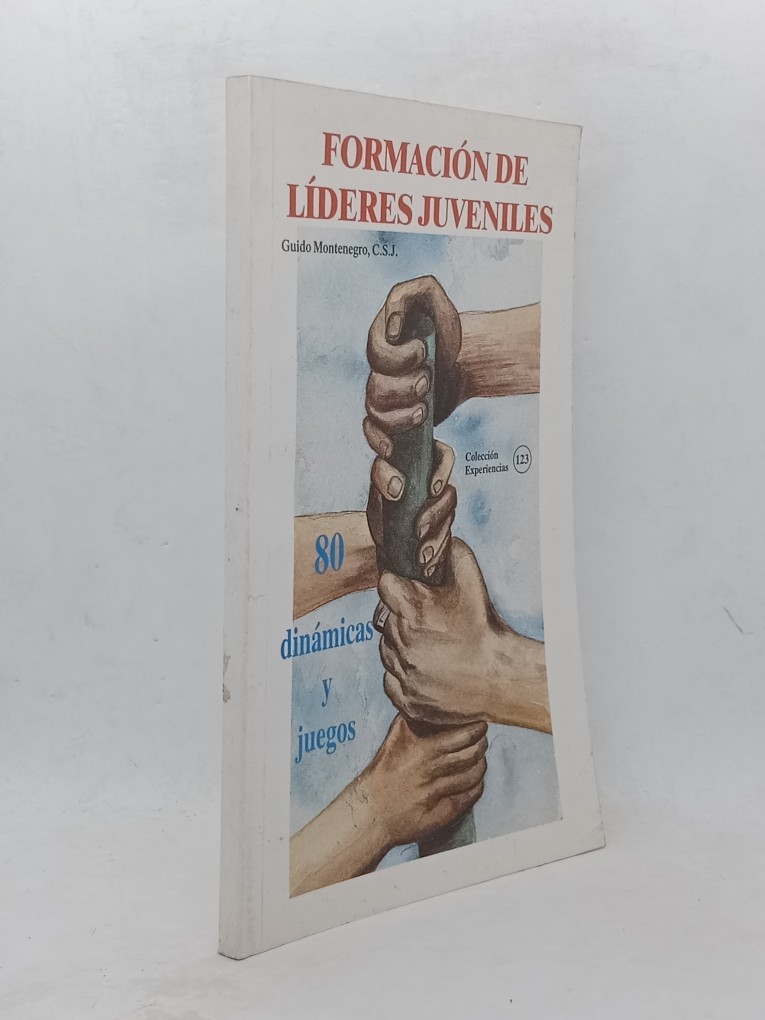 FORMACIÓN DE
LÍDERES JUVENILES
Guido Montenegro, C.S.J.
Colección
Experiencias
123
80
dinámicas
y
juegos